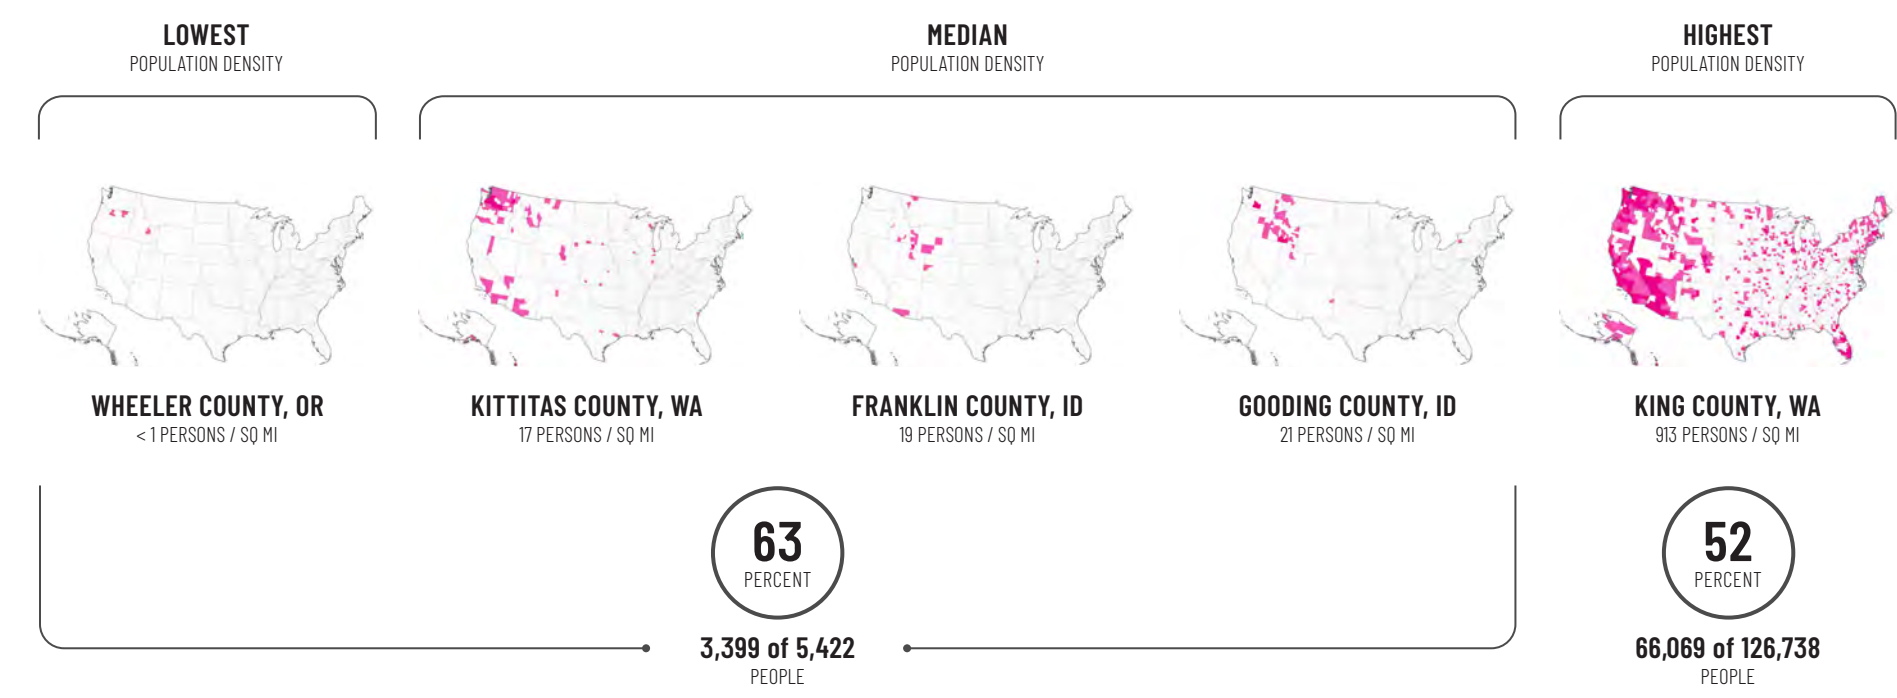 LOWEST
POPULATION DENSITY
MEDIAN
POPULATION DENSITY
HIGHEST
POPULATION DENSITY
WHEELER COUNTY, OR
< 1 PERSONS / SQ MI
KITTITAS COUNTY, WA
17 PERSONS / SQ MI
FRANKLIN COUNTY, ID
19 PERSONS / SQ MI
GOODING COUNTY, ID
21 PERSONS / SQ MI
KING COUNTY, WA
913 PERSONS / SQ MI
63
PERCENT
3,399 of 5,422
PEOPLE
52
PERCENT
66,069 of 126,738
PEOPLE